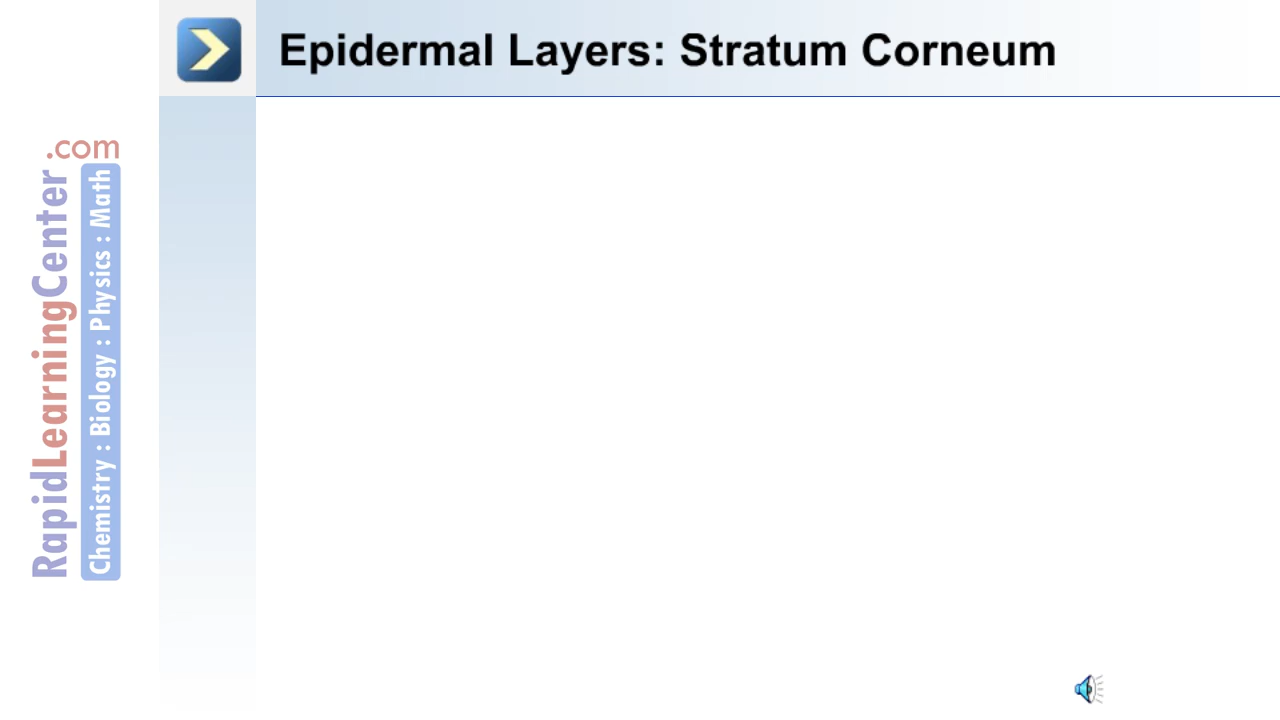 Epidermal Layers: Stratum Corneum
RapidLearningCenter.com
Chemistry : Biology : Physics : Math